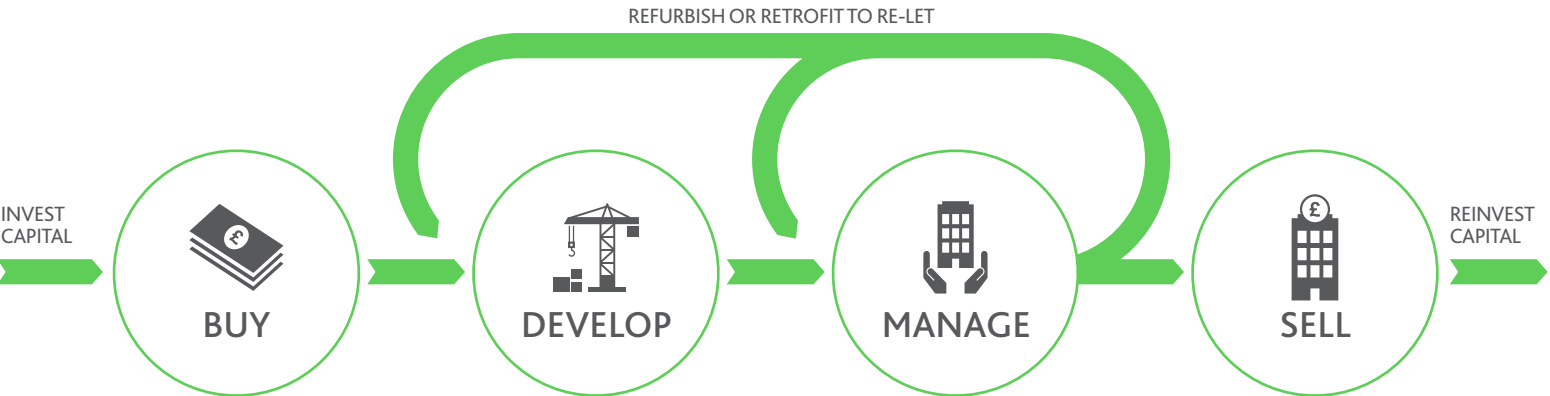 REFURBISH OR RETROFIT TO RE-LET
INVEST
CAPITAL
£
BUY
DEVELOP
MANAGE
£
SELL
REINVEST
CAPITAL